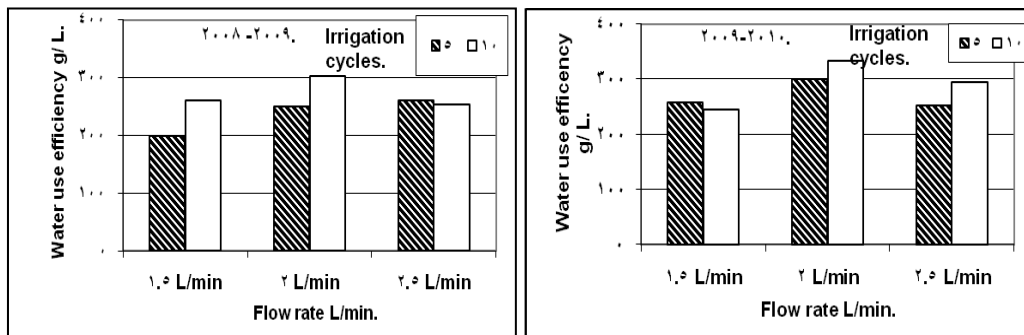 ٤٠٠
٣٠٠
٢٠٠
١٠٠
٠
Water use efficiency g/ L.
٢٠٠٨ -٢٠٠٩.
Irrigation
cycles.
٥ ١٠
١.٥ L/min ٢ L/min ٢.٥ L/min
Flow rate L/min.
٤٠٠
٣٠٠
٢٠٠
١٠٠
٠
Water use efficency
g/ L.
٢٠٠9-٢٠١٠.
Irrigation
cycles.
٥ ١٠
١.٥ L/min ٢ L/min ٢.٥ L/min
Flow rate L/min.